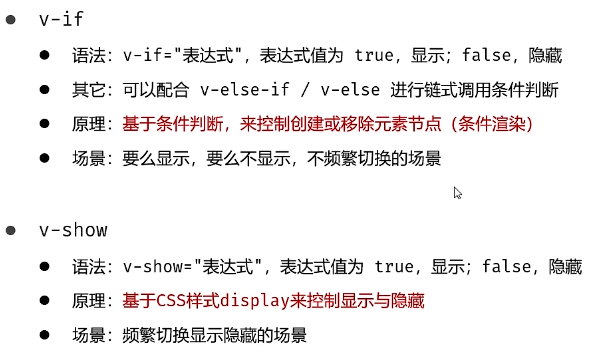 v-if
语法：v-if="表达式"，表达式值为 true，显示；false，隐藏
其它：可以配合 v-else-if / v-else 进行链式调用条件判断
原理：基于条件判断，来控制创建或移除元素节点（条件渲染）
场景：要么显示，要么不显示，不频繁切换的场景
v-show
语法：v-show="表达式"，表达式值为 true，显示；false，隐藏
原理：基于CSS样式display来控制显示与隐藏
场景：频繁切换显示隐藏的场景